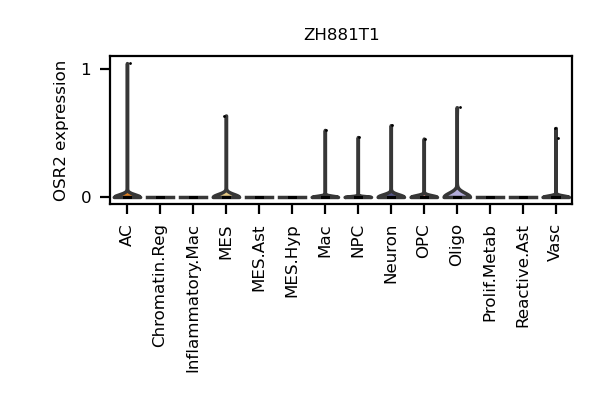 ZH881T1
OSR2 expression
1
0
AC
Chromatin.Reg
Inflammatory.Mac
MES
MES.Ast
MES.Hyp
Mac
NPC
Neuron
OPC
Oligo
Prolif.Metab
Reactive.Ast
Vasc